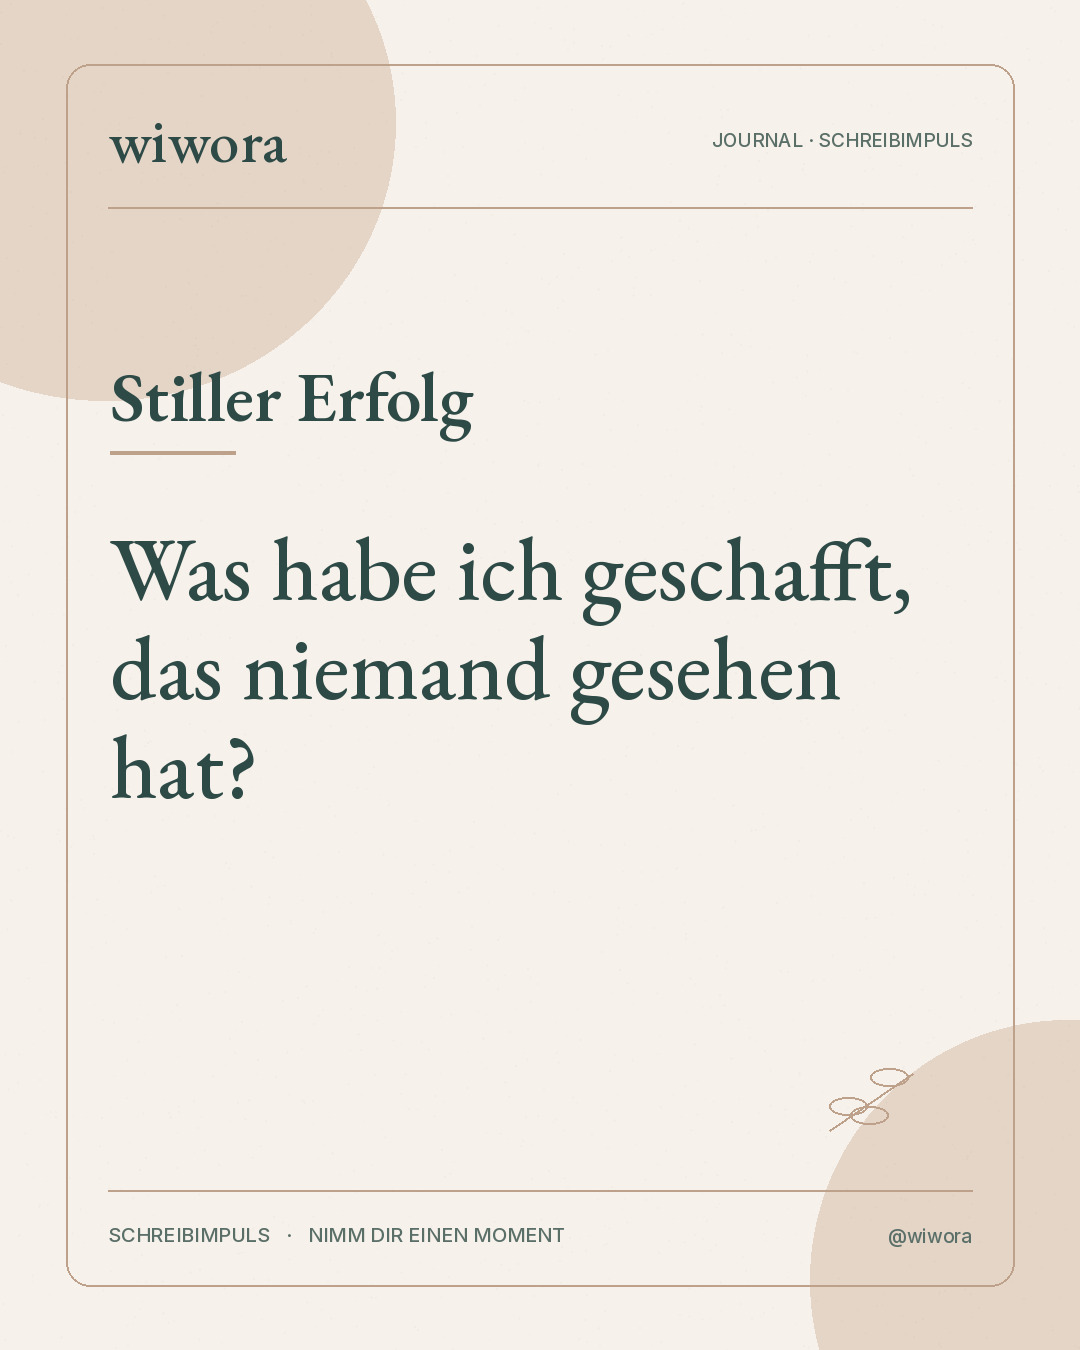 wiwora
JOURNAL · SCHREIBIMPULS
Stiller Erfolg
Was habe ich geschafft,
das niemand gesehen
hat?
SCHREIBIMPULS · NIMM DIR EINEN MOMENT
@wiwora